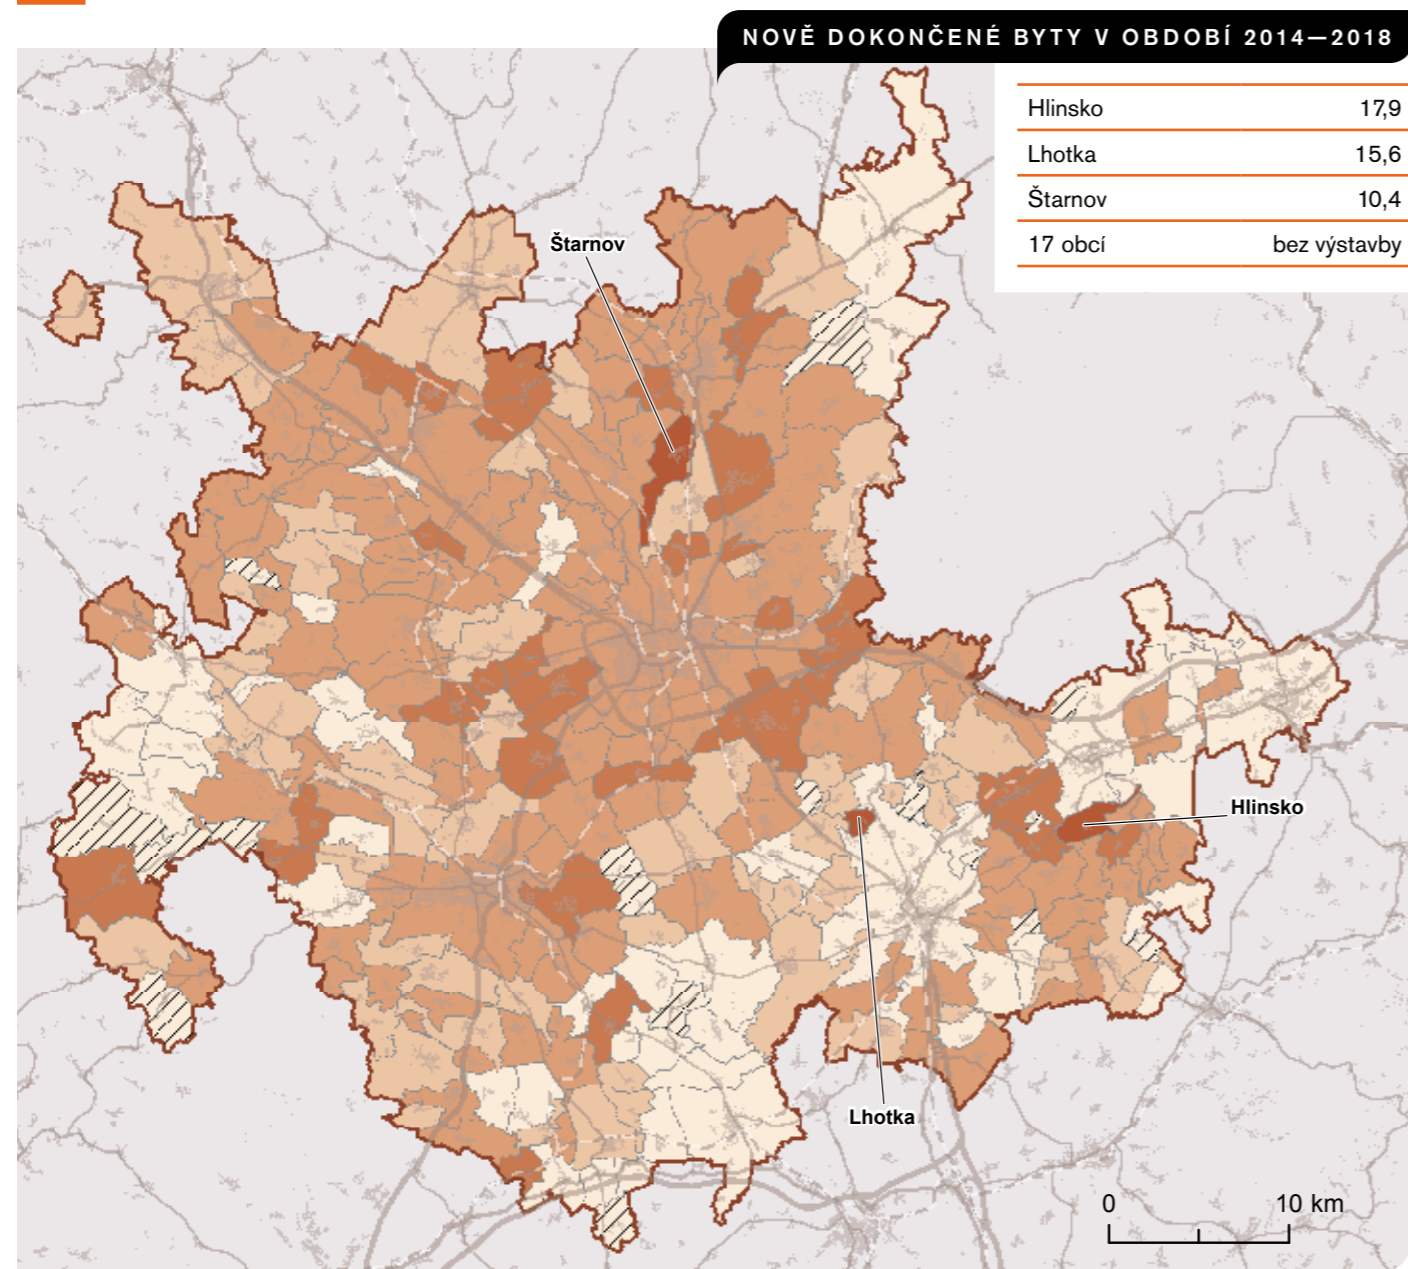 NOVĚ DOKONČENÉ BYTY V OBDOBÍ 2014—2018
Hlinsko 17,9
Lhotka 15,6
Štarnov 10,4
17 obcí bez výstavby
Štarnov
Hlinsko
Lhotka
0 10 km